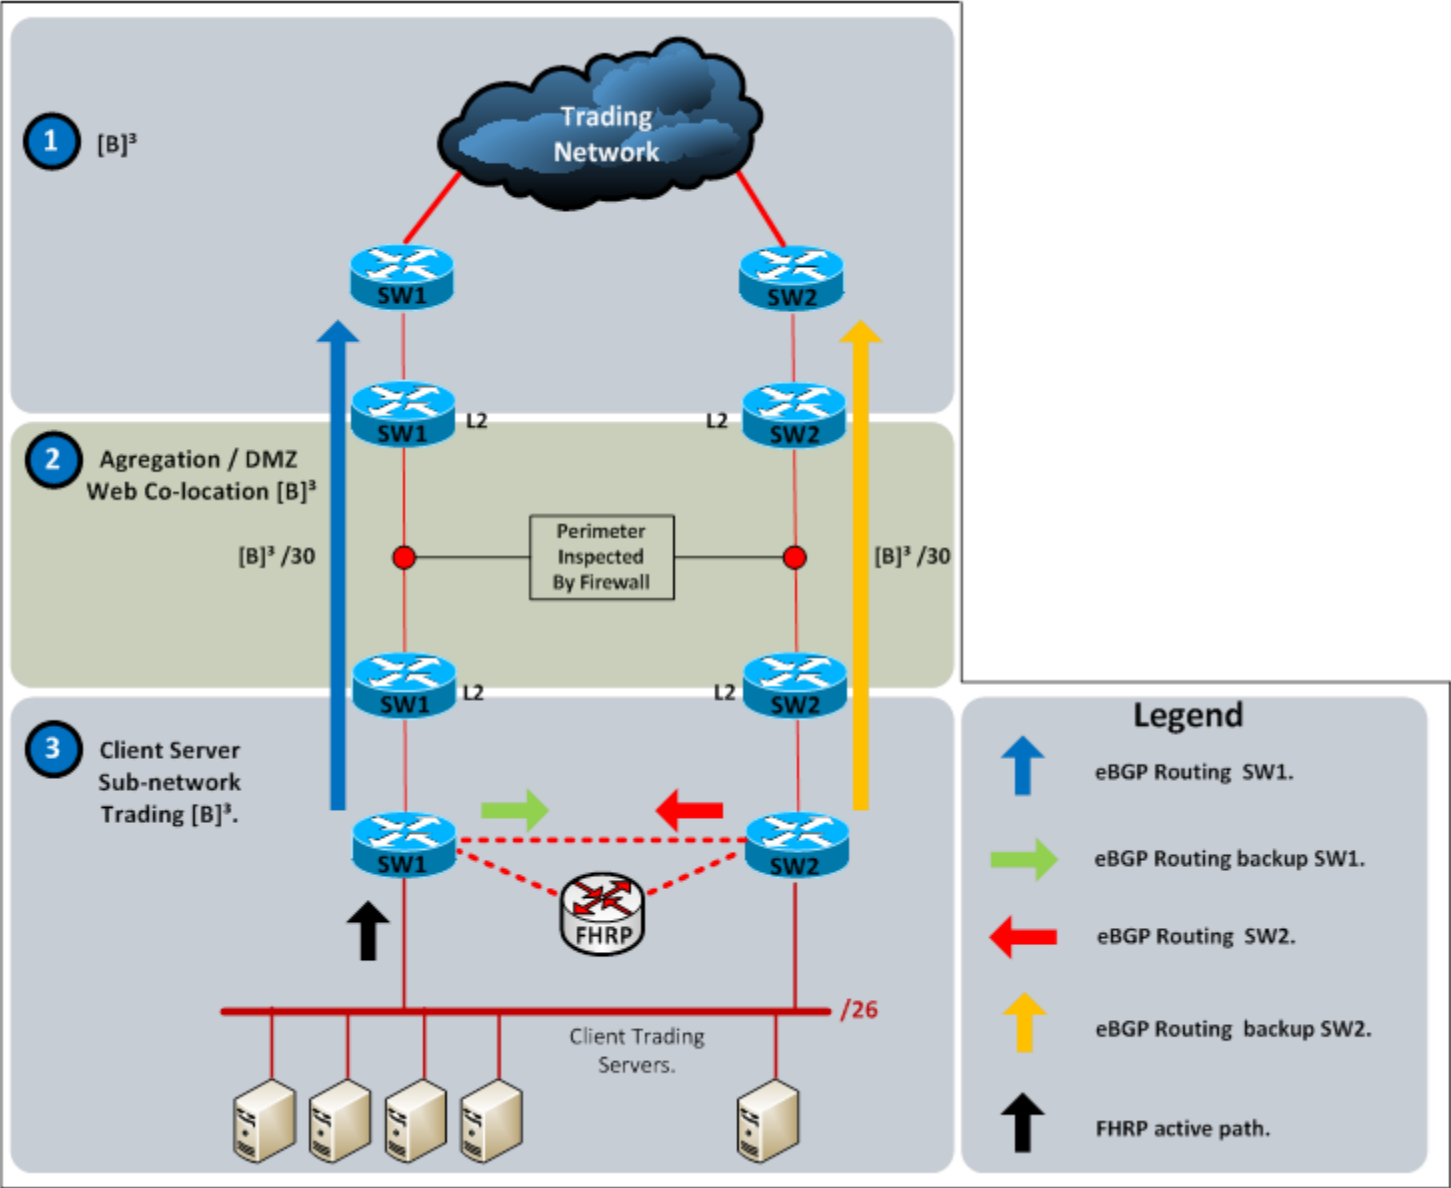 Trading
Network
1
[B]³
SW1
SW2
SW1
L2
L2
SW2
2
Agregation / DMZ
Web Co-location [B]³
[B]³ /30
Perimeter
Inspected
By Firewall
[B]³ /30
SW1
L2
L2
SW2
3
Client Server
Sub-network
Trading [B]³.
SW1
SW2
FHRP
/26
Client Trading
Servers.
Legend
eBGP Routing SW1.
eBGP Routing backup SW1.
eBGP Routing SW2.
eBGP Routing backup SW2.
FHRP active path.